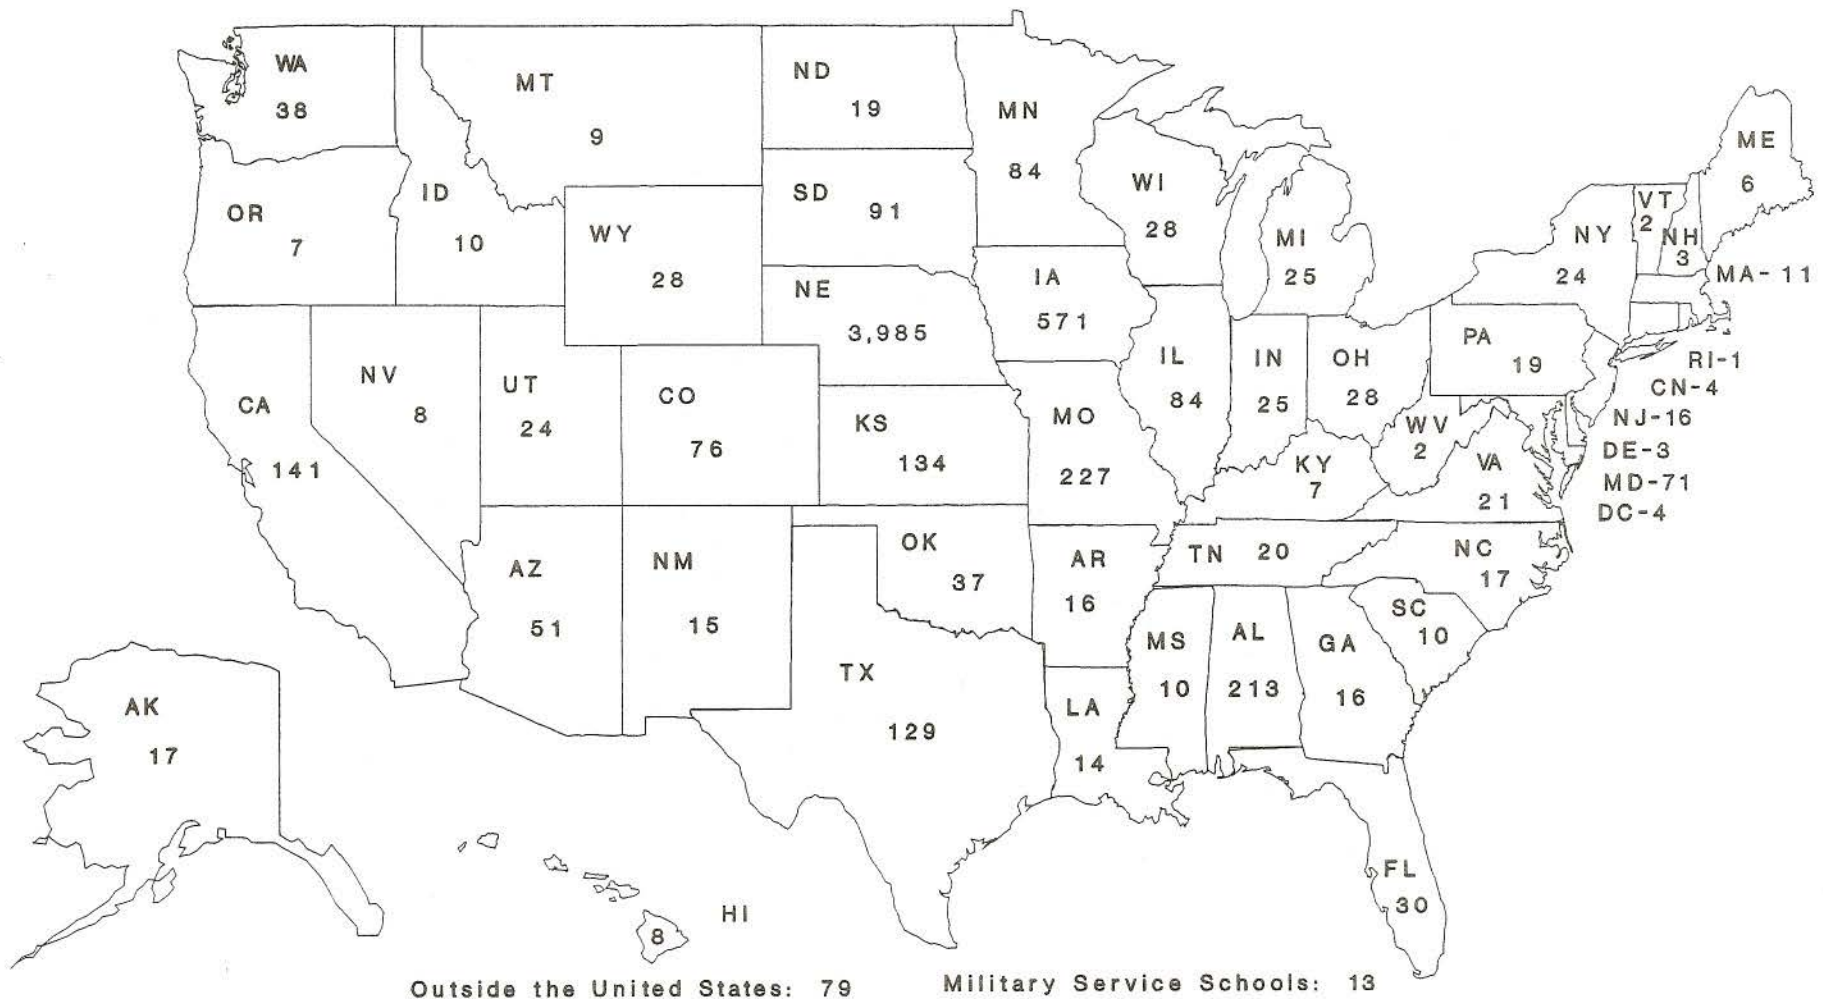 WA
38
MT
9
ND
19
MN
84
ME
6
ID
10
OR
7
SD
91
WI
28
VT
2
NH
3
NY
24
MI
25
WY
28
MA-11
IA
571
NE
3,985
PA
19
RI-1
CN-4
NJ-16
DE-3
MD-71
DC-4
IL
84
IN
25
OH
28
NV
8
UT
24
CO
76
CA
141
KS
134
MO
227
WV
2
KY
7
VA
21
TN 20
NC
17
OK
37
AR
16
AZ
51
NM
15
SC
10
MS
10
AL
213
GA
16
TX
129
LA
14
AK
17
FL
30
HI
8
Outside the United States: 79
Military Service Schools: 13